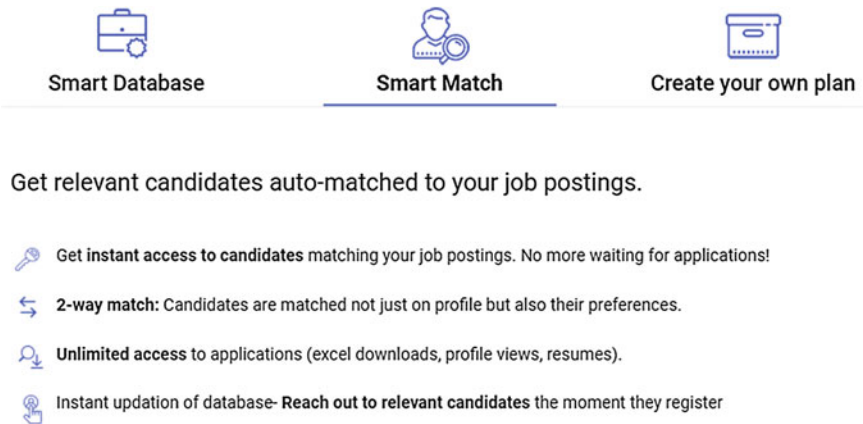 Smart Database
Smart Match
Create your own plan
Get relevant candidates auto-matched to your job postings.
Get instant access to candidates matching your job postings. No more waiting for applications!
2-way match: Candidates are matched not just on profile but also their preferences.
Unlimited access to applications (excel downloads, profile views, resumes).
Instant updation of database- Reach out to relevant candidates the moment they register